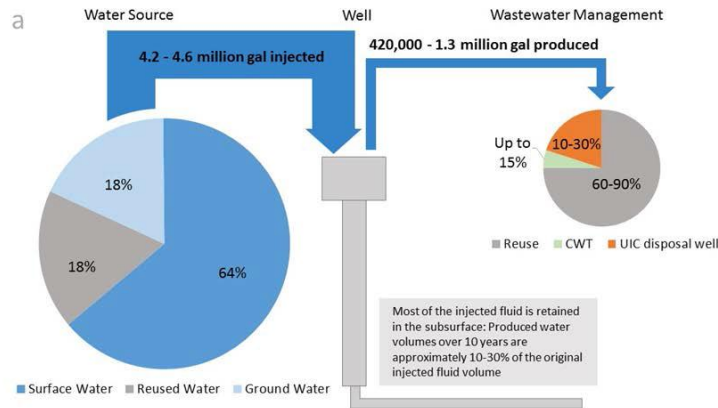 a
Water Source
Well
Wastewater Management
4.2 - 4.6 million gal injected
420,000 - 1.3 million gal produced
18%
18%
64%
Up to
15%
10-30%
60-90%
Reuse CWT UIC disposal well
Most of the injected fluid is retained
in the subsurface: Produced water
volumes over 10 years are
approximately 10-30% of the original
injected fluid volume
Surface Water Reused Water Ground Water